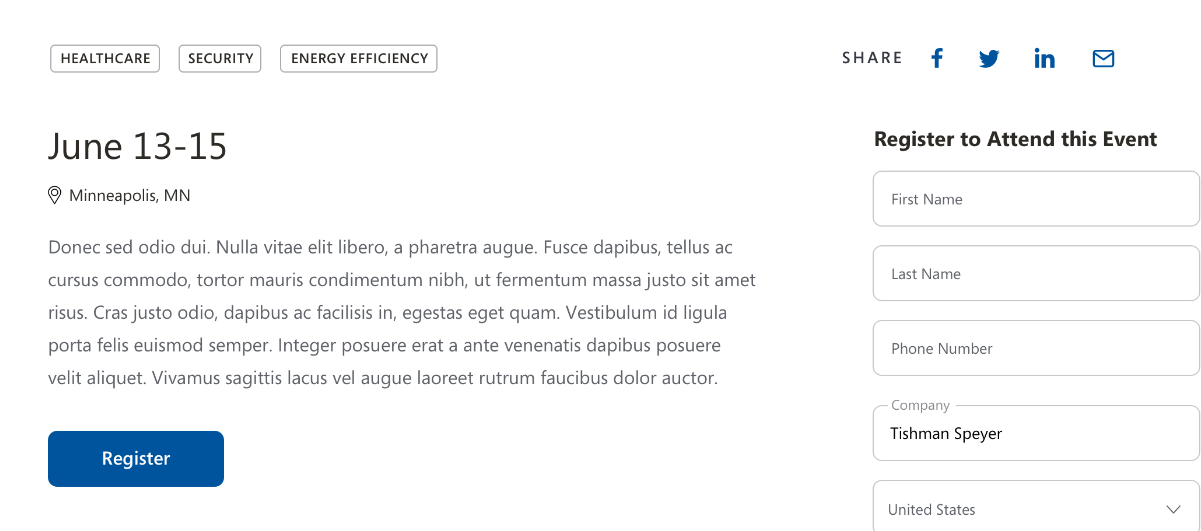 HEALTHCARE SECURITY ENERGY EFFICIENCY
SHARE
June 13-15
Minneapolis, MN
Donec sed odio dui. Nulla vitae elit libero, a pharetra augue. Fusce dapibus, tellus ac
cursus commodo, tortor mauris condimentum nibh, ut fermentum massa justo sit amet
risus. Cras justo odio, dapibus ac facilisis in, egestas eget quam. Vestibulum id ligula
porta felis euismod semper. Integer posuere erat a ante venenatis dapibus posuere
velit aliquet. Vivamus sagittis lacus vel augue laoreet rutrum faucibus dolor auctor.
Register
Register to Attend this Event
First Name
Last Name
Phone Number
Company
Tishman Speyer
United States